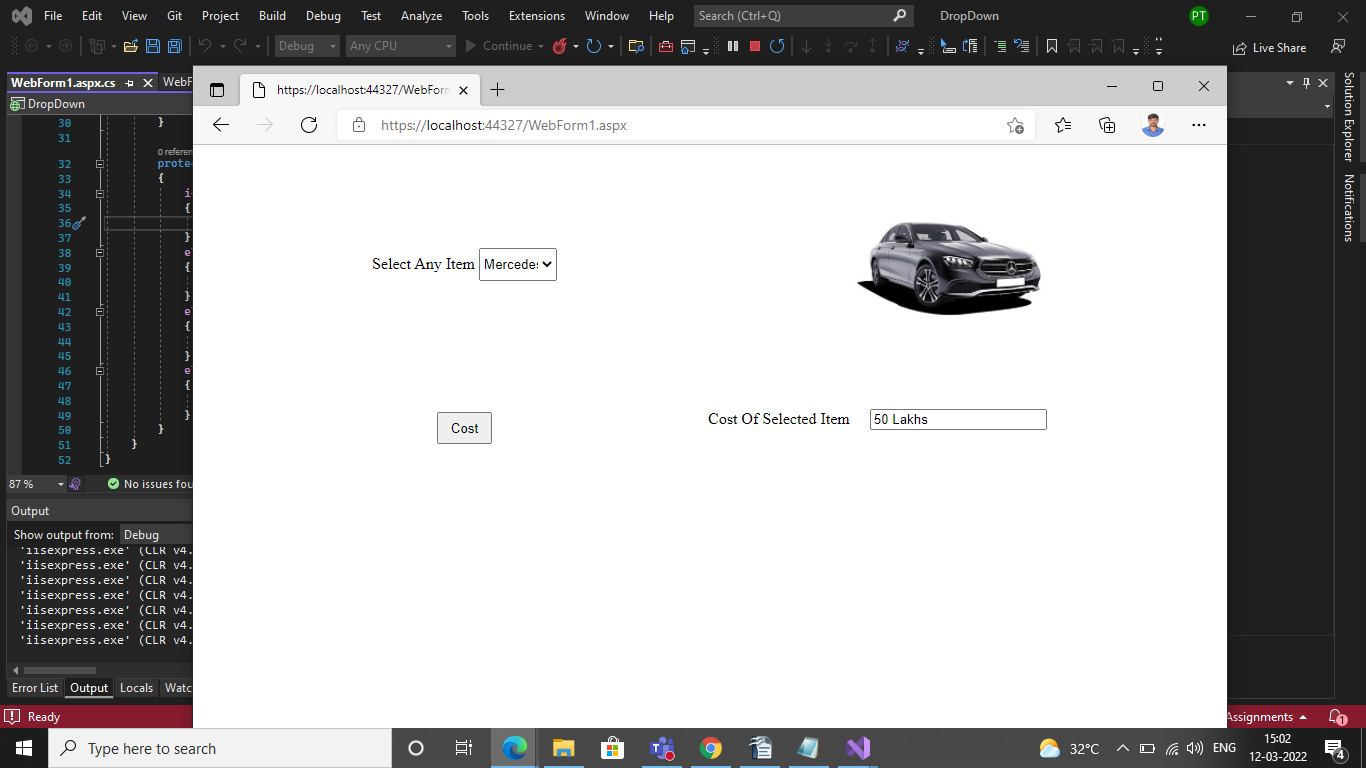 File Edit View Git Project Build Debug Test Analyze Tools Extensions Window Help Search (Ctrl+Q) DropDown PT
Debug Any CPU Continue Live Share
WebForm1.aspx.cs WebF
https://localhost:44327/WebForm
DropDown
https://localhost:44327/WebForm1.aspx
Solution Explorer
Notifications
30 }
31
0 referen
32 protec
33 {
34
35 {
36
37 }
38 el
39 {
40
41 }
42 el
43 {
44
45 }
46 el
47 {
48
49 }
50 }
51 }
52 }
Select Any Item Mercedes
Cost
Cost Of Selected Item 50 Lakhs
87 % No issues fou
Output
Show output from: Debug
'iisexpress.exe' (CLR v4.
'iisexpress.exe' (CLR v4.
'iisexpress.exe' (CLR v4.
'iisexpress.exe' (CLR v4.
'iisexpress.exe' (CLR v4.
'iisexpress.exe' (CLR v4.
'iisexpress.exe' (CLR v4.
Error List Output Locals Watc
Ready Assignments 1
Type here to search 32°C ENG 15:02
12-03-2022 4